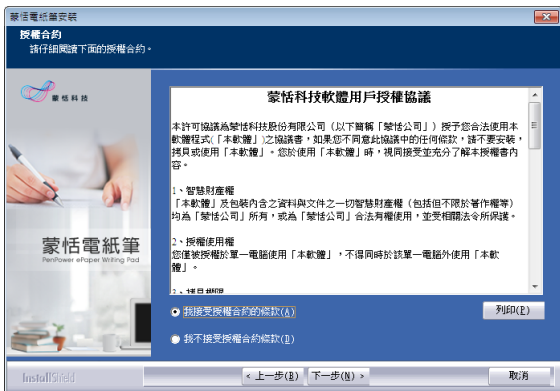 蒙恬電紙筆安裝
授權合約
請仔細閱讀下面的授權合約。
蒙恬科技
蒙恬電紙筆
PenPower ePaper Writing Pad
蒙恬科技軟體用戶授權協議
本許可協議為蒙恬科技股份有限公司（以下簡稱「蒙恬公司」）授予您合法使用本
軟體程式(「本軟體」)之協議書，如果您不同意此協議中的任何條款，請不要安裝，
拷貝或使用「本軟體」。您於使用「本軟體」時，視同接受並充分了解本授權書內
容。
1、智慧財產權
「本軟體」及包裝內含之資料與文件之一切智慧財產權（包括但不限於著作權等）
均為「蒙恬公司」所有，或為「蒙恬公司」合法有權使用，並受相關法令所保護。
2、授權使用權
您僅被授權於單一電腦使用「本軟體」，不得同時於該單一電腦外使用「本軟
體」。
3、拷貝權限
我接受授權合約的條款(A)
列印(P)
我不接受授權合約條款(D)
InstallShield
< 上一步(B)
下一步(N) >
取消